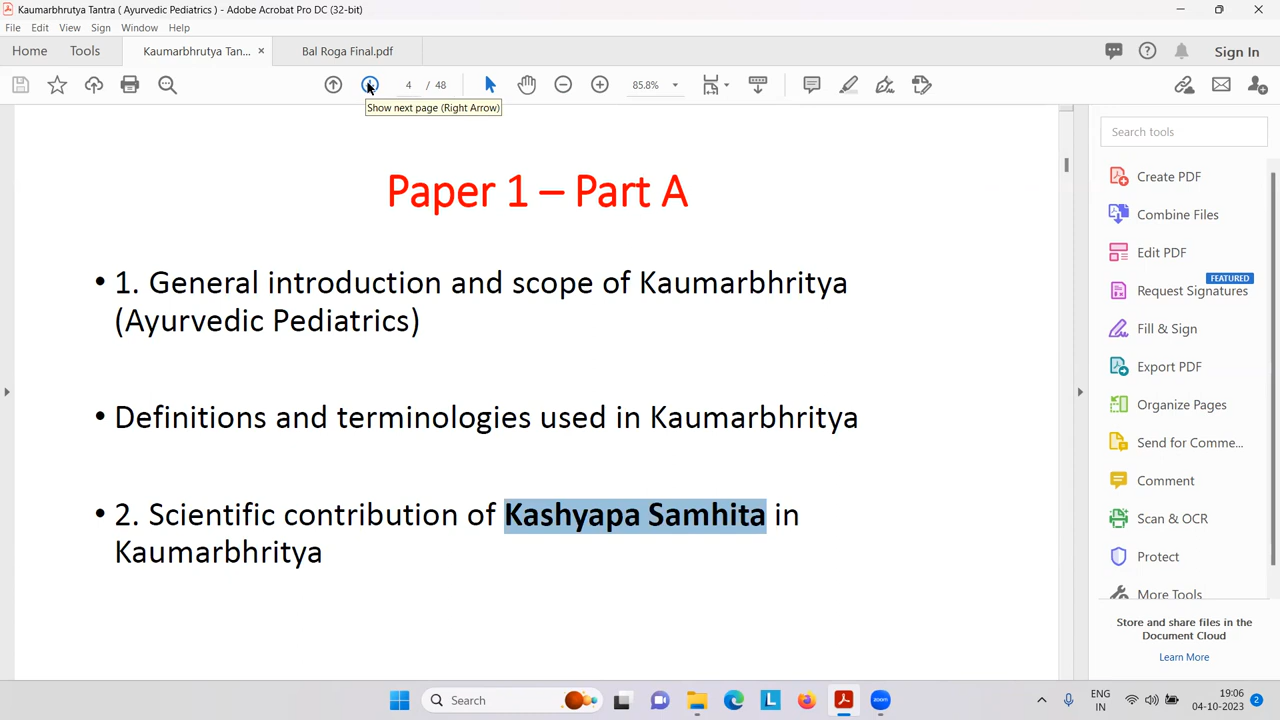 Kaumarbhrutya Tantra ( Ayurvedic Pediatrics ) - Adobe Acrobat Pro DC (32-bit)
File Edit View Sign Window Help
Home Tools Kaumarbhrutya Tan... × Bal Roga Final.pdf Sign In
4 / 48 85.8%
Show next page (Right Arrow)
Search tools
Paper 1 – Part A
• 1. General introduction and scope of Kaumarbhritya
(Ayurvedic Pediatrics)
• Definitions and terminologies used in Kaumarbhritya
• 2. Scientific contribution of Kashyapa Samhita in
Kaumarbhritya
Create PDF
Combine Files
Edit PDF
FEATURED
Request Signatures
Fill & Sign
Export PDF
Organize Pages
Send for Comme...
Comment
Scan & OCR
Protect
More Tools
Store and share files in the
Document Cloud
Learn More
Search
L
zoom
ENG
IN
19:06
04-10-2023
2